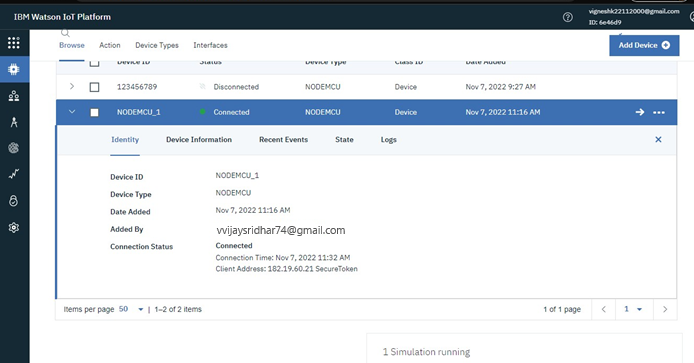 IBM Watson IoT Platform
vigneshk22112000@gmail.com
ID: 6e46d9
Browse Action Device Types Interfaces
Add Device
Device ID Status Device Type Class ID Date Added
123456789 Disconnected NODEMCU Device Nov 7, 2022 9:27 AM
NODEMCU_1 Connected NODEMCU Device Nov 7, 2022 11:16 AM
Identity Device Information Recent Events State Logs
Device ID NODEMCU_1
Device Type NODEMCU
Date Added Nov 7, 2022 11:16 AM
Added By vvijaysridhar74@gmail.com
Connection Status Connected
Connection Time: Nov 7, 2022 11:32 AM
Client Address: 182.19.60.21 SecureToken
Items per page 50 | 1–2 of 2 items 1 of 1 page 1
1 Simulation running